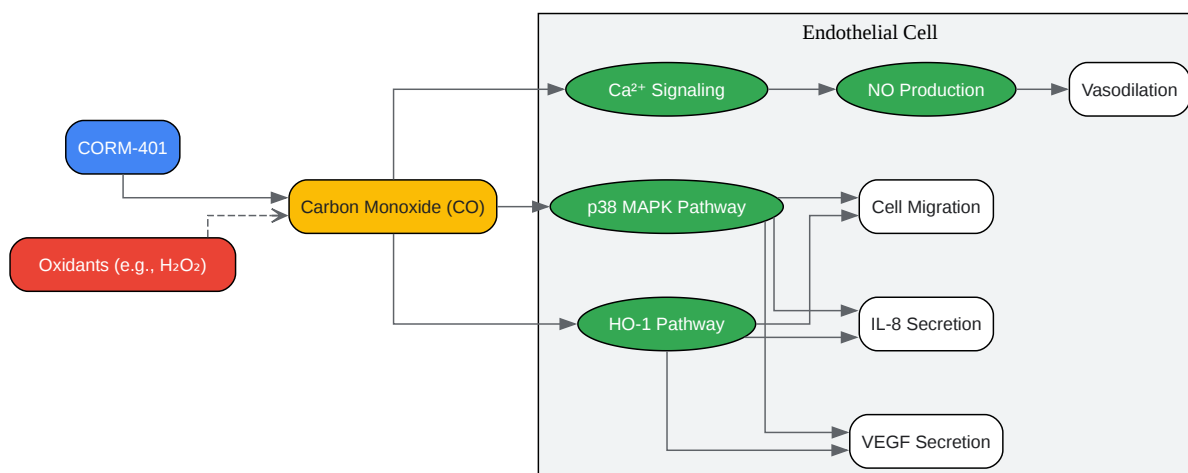 Endothelial Cell
Ca²⁺ Signaling
NO Production
Vasodilation
CORM-401
Carbon Monoxide (CO)
p38 MAPK Pathway
Cell Migration
Oxidants (e.g., H₂O₂)
HO-1 Pathway
IL-8 Secretion
VEGF Secretion